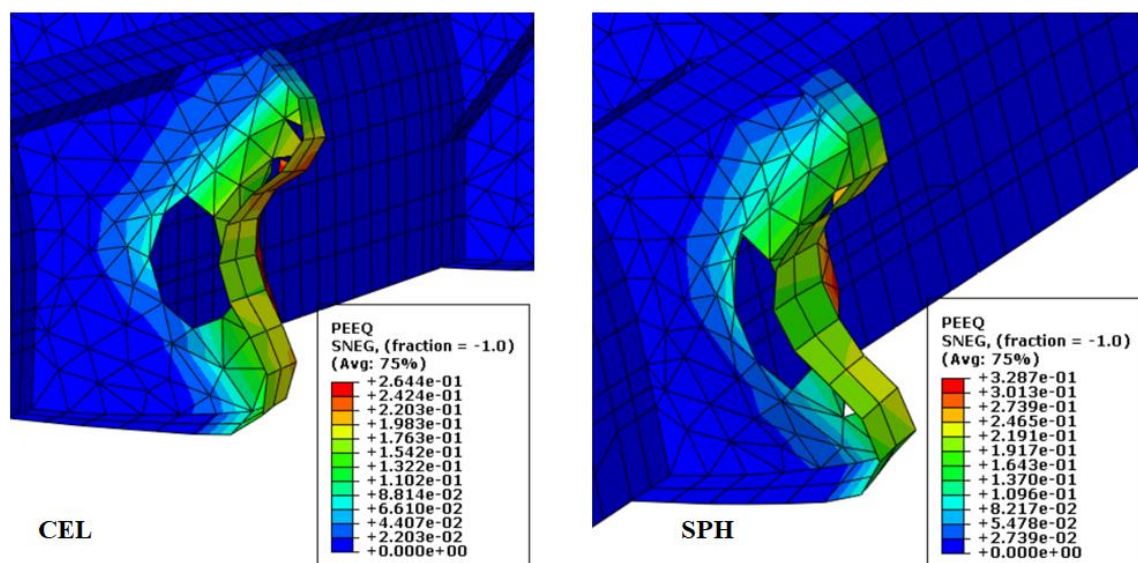 PEEQ
SNEG, (fraction = -1.0)
(Avg: 75%)
+2.644e-01
+2.424e-01
+2.203e-01
+1.983e-01
+1.763e-01
+1.542e-01
+1.322e-01
+1.102e-01
+8.814e-02
+6.610e-02
+4.407e-02
+2.203e-02
+0.000e+00
CEL
PEEQ
SNEG, (fraction = -1.0)
(Avg: 75%)
+3.287e-01
+3.013e-01
+2.739e-01
+2.465e-01
+2.191e-01
+1.917e-01
+1.643e-01
+1.370e-01
+1.096e-01
+8.217e-02
+5.478e-02
+2.739e-02
+0.000e+00
SPH